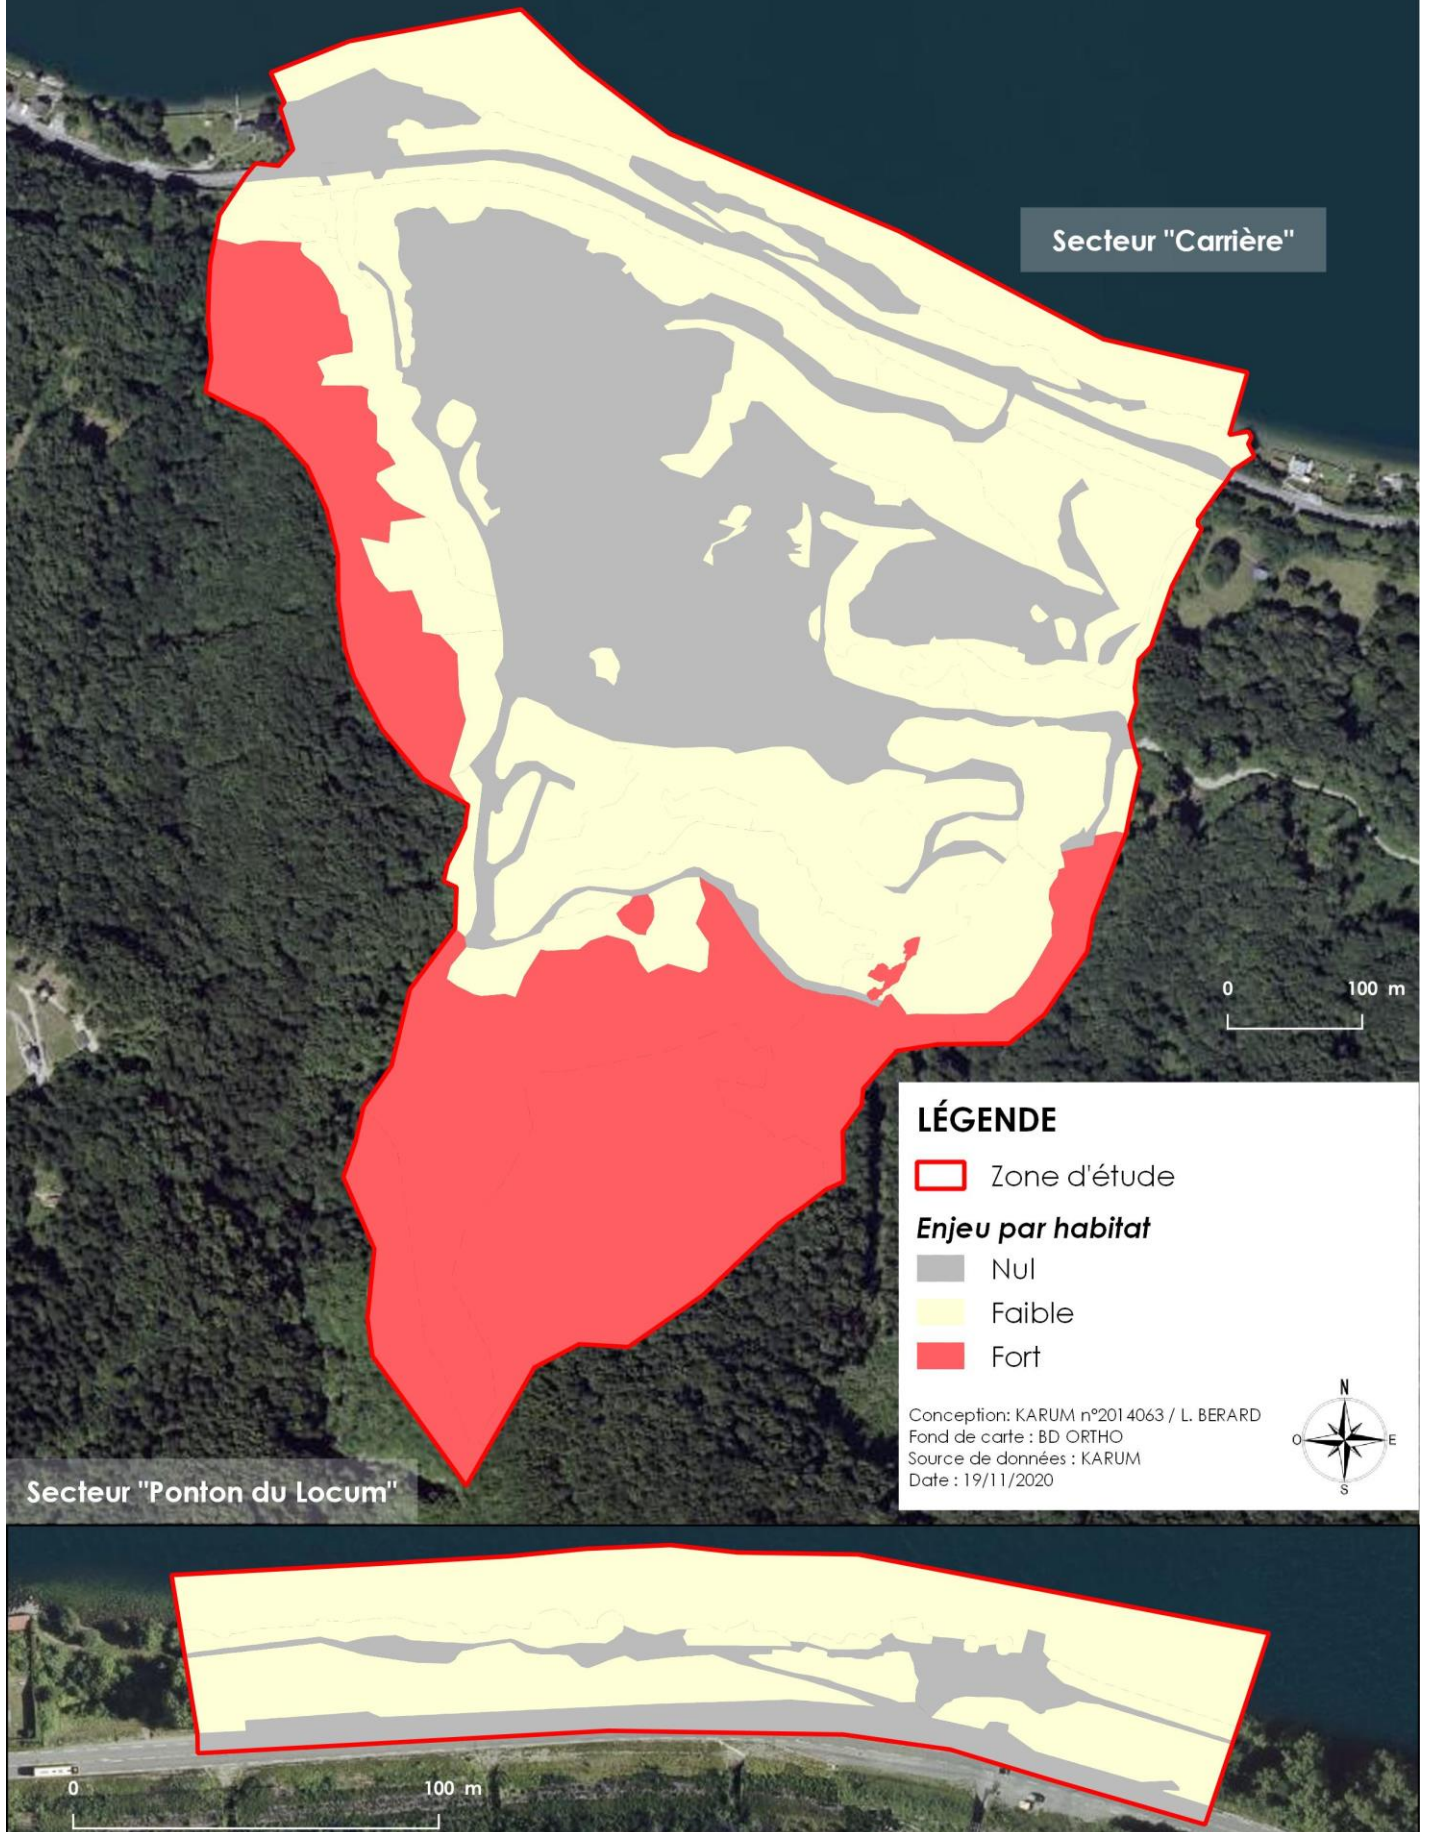 Secteur "Carrière"
0 100 m
LÉGENDE
Zone d'étude
Enjeu par habitat
Nul
Faible
Fort
Conception: KARUM n°2014063 / L. BERARD
Fond de carte : BD ORTHO
Source de données : KARUM
Date : 19/11/2020
N
O E
S
Secteur "Ponton du Locum"
0 100 m